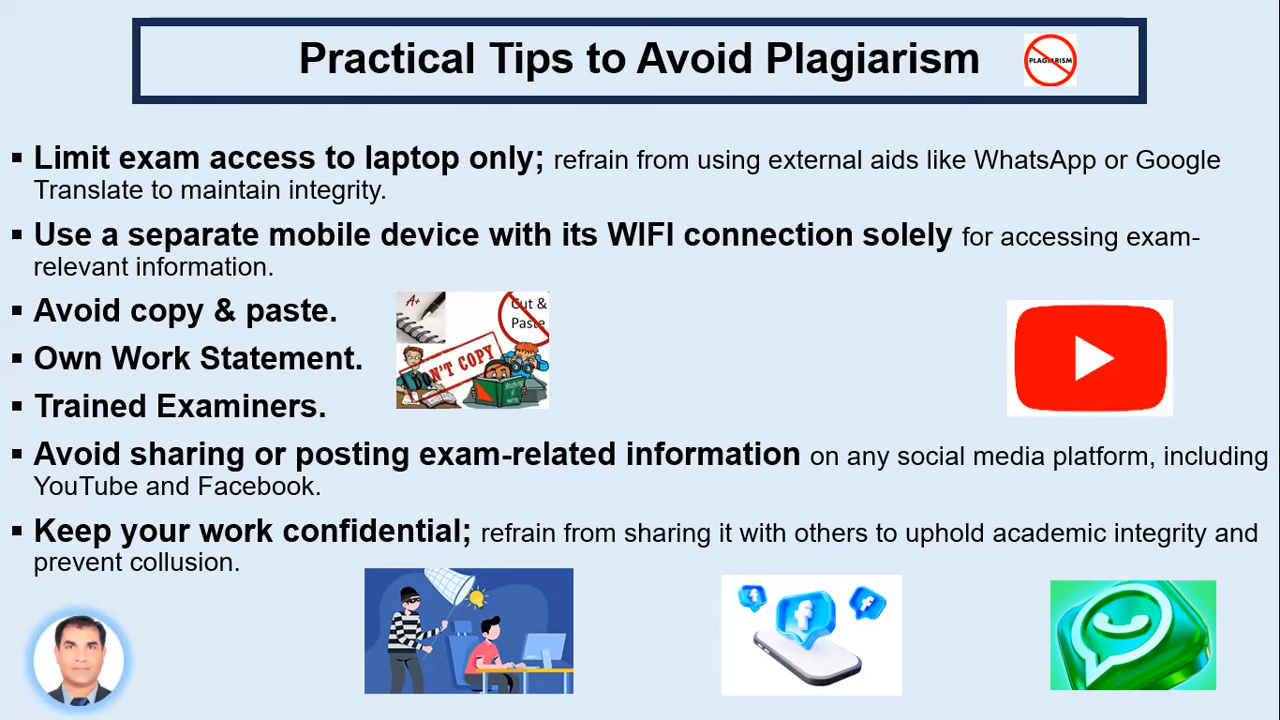 Practical Tips to Avoid Plagiarism
PLAGIARISM
▪ Limit exam access to laptop only; refrain from using external aids like WhatsApp or Google
Translate to maintain integrity.
▪ Use a separate mobile device with its WIFI connection solely for accessing exam-
relevant information.
▪ Avoid copy & paste.
▪ Own Work Statement.
▪ Trained Examiners.
A+
Cut &
Paste
DON'T COPY
▪ Avoid sharing or posting exam-related information on any social media platform, including
YouTube and Facebook.
▪ Keep your work confidential; refrain from sharing it with others to uphold academic integrity and
prevent collusion.